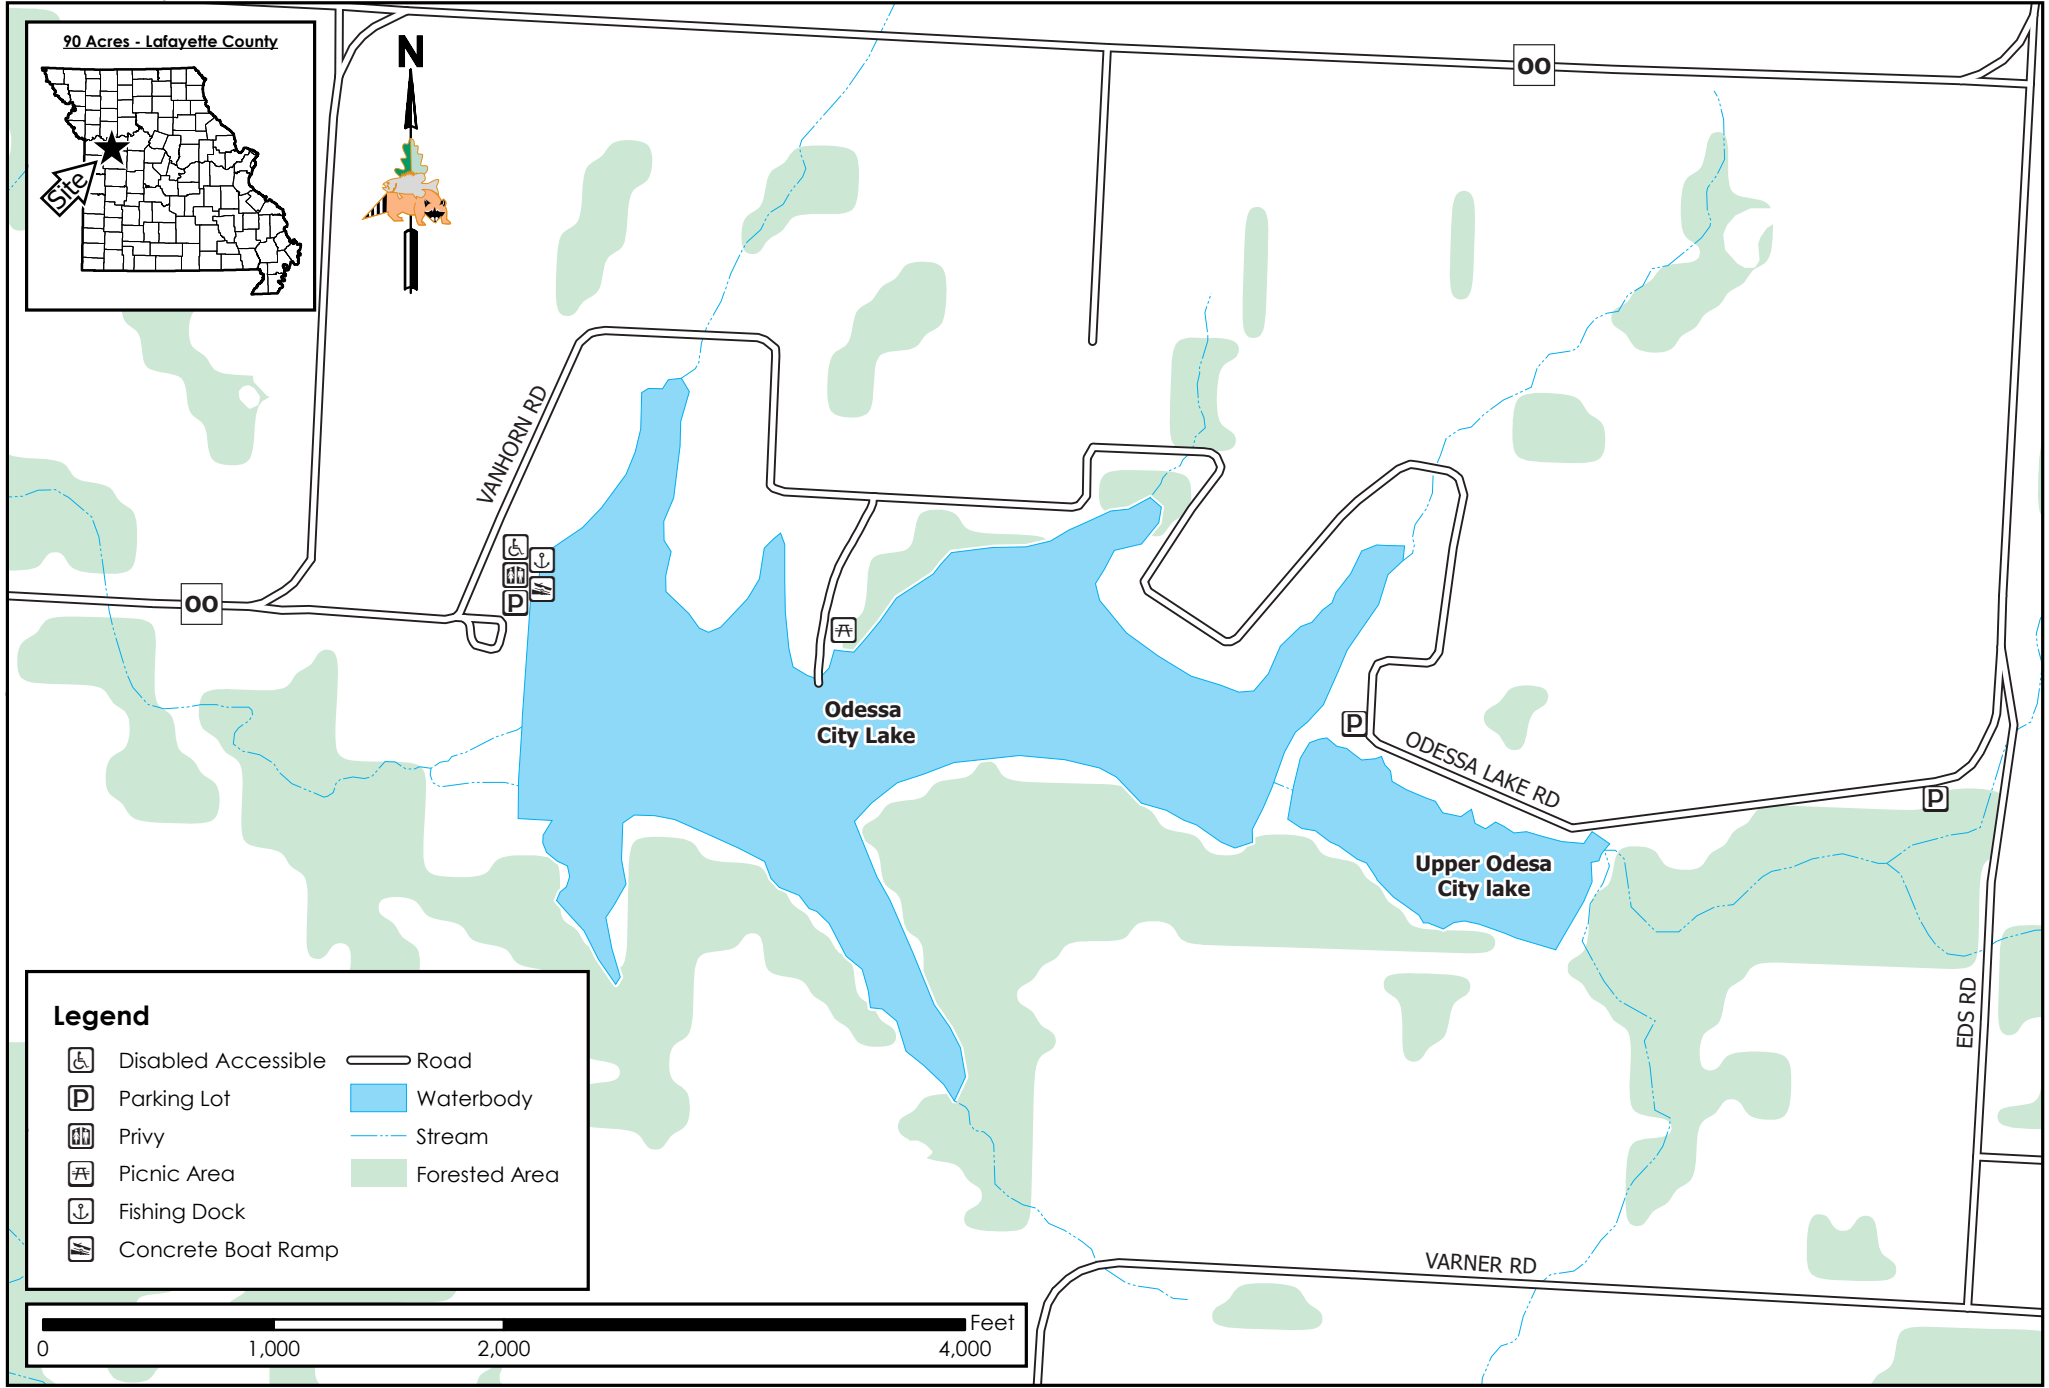 90 Acres - Lafayette County
Site
N
OO
VANHORN RD
OO
P
Odessa
City Lake
P
ODESSA LAKE RD
P
Upper Odesa
City lake
EDS RD
VARNER RD
Legend
Disabled Accessible
Road
P
Parking Lot
Waterbody
Privy
Stream
Picnic Area
Forested Area
Fishing Dock
Concrete Boat Ramp
Feet
0 1,000 2,000 4,000